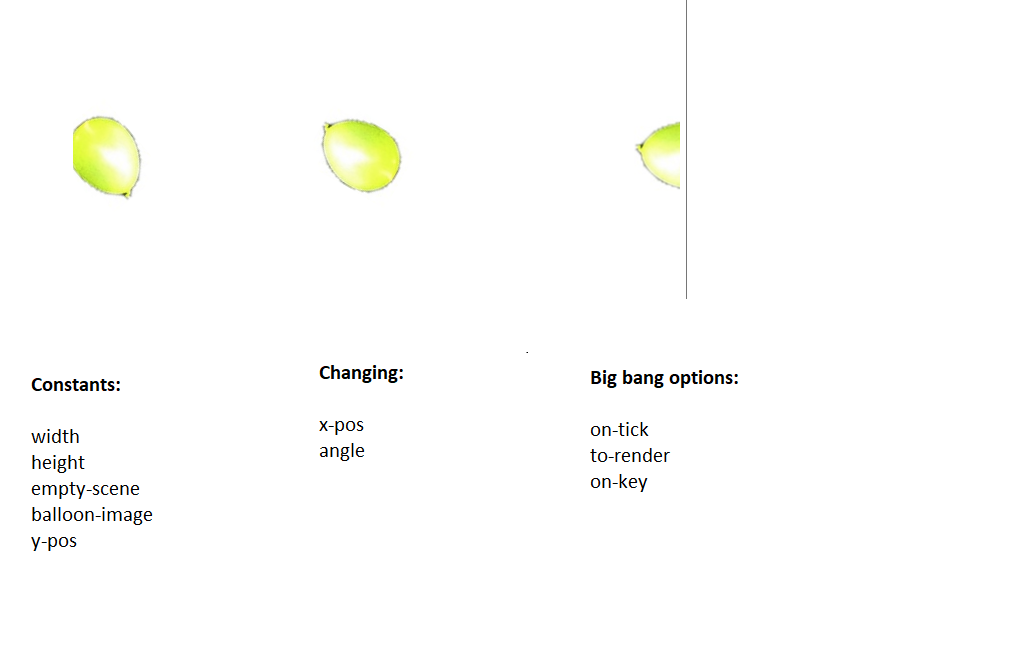 Constants:
width
height
empty-scene
balloon-image
y-pos
Changing:
x-pos
angle
Big bang options:
on-tick
to-render
on-key